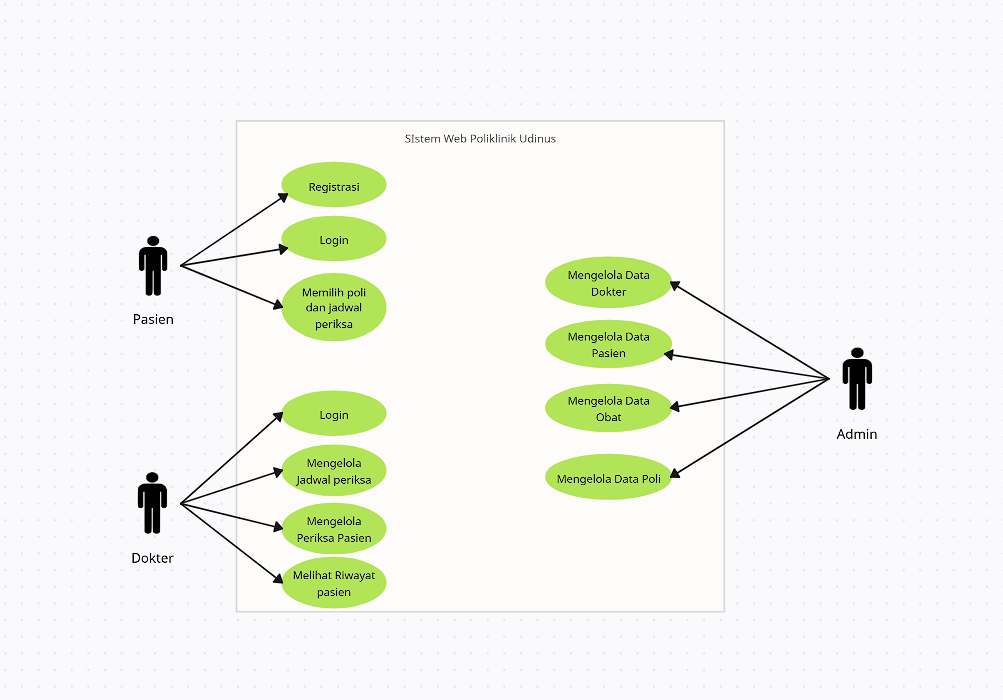 SIstem Web Poliklinik Udinus
Registrasi
Login
Memilih poli
dan jadwal
periksa
Pasien
Login
Mengelola
Jadwal periksa
Mengelola
Periksa Pasien
Melihat Riwayat
pasien
Dokter
Mengelola Data
Dokter
Mengelola Data
Pasien
Mengelola Data
Obat
Mengelola Data Poli
Admin